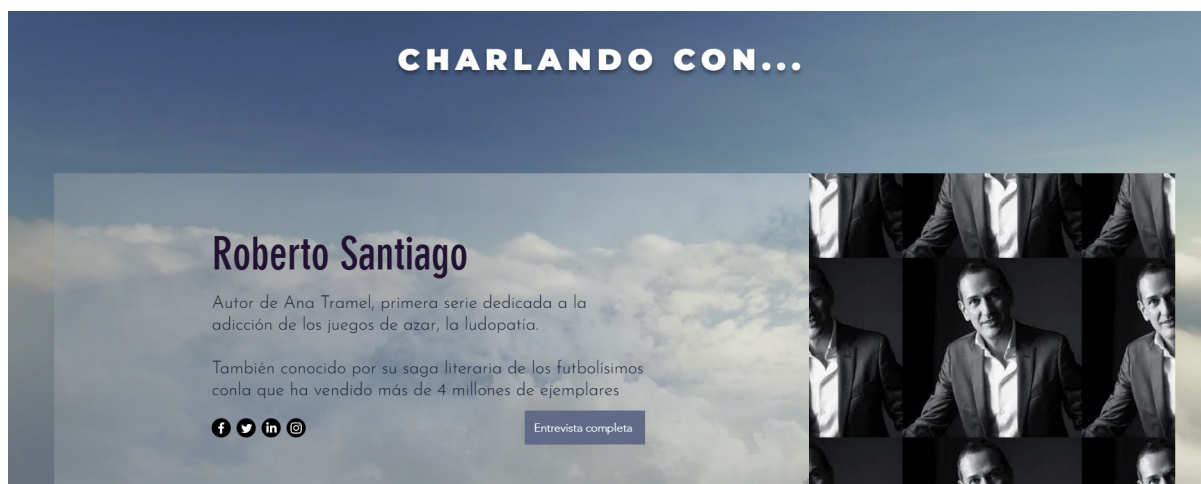 CHARLANDO CON...
Roberto Santiago
Autor de Ana Tramel, primera serie dedicada a la
adicción de los juegos de azar, la ludopatía.
También conocido por su saga literaria de los futbolísimos
conla que ha vendido más de 4 millones de ejemplares
Entrevista completa